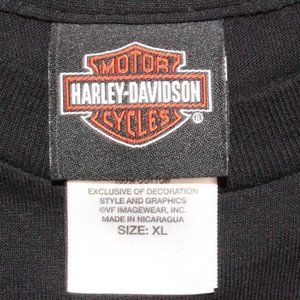 MOTOR
HARLEY-DAVIDSON
CYCLES
®
EXCLUSIVE OF DECORATION
STYLE AND GRAPHICS
©VF IMAGEWEAR, INC.
MADE IN NICARAGUA
SIZE: XL